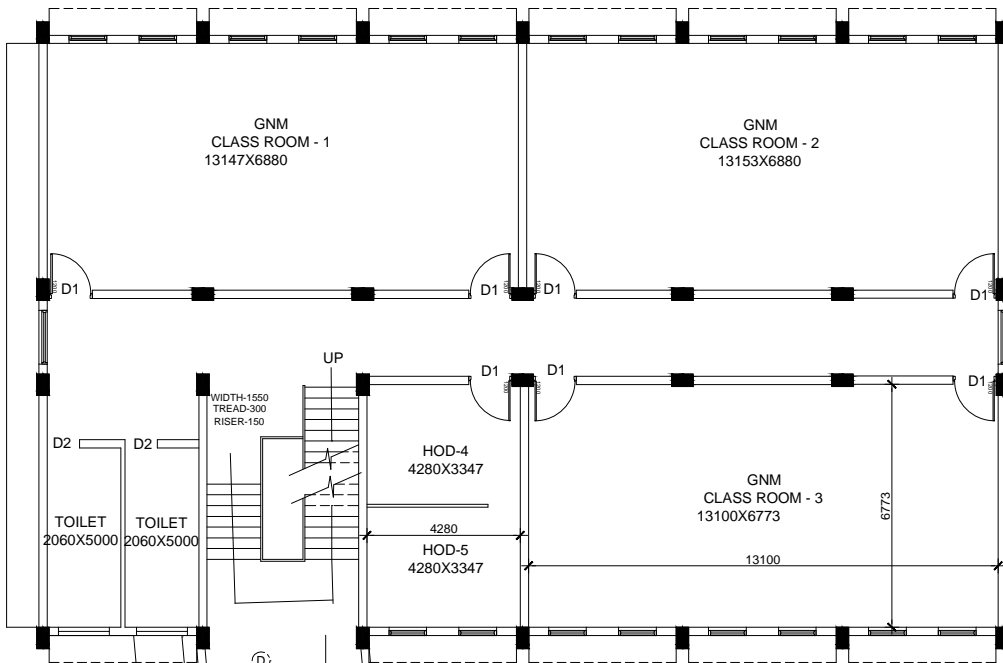 GNM
CLASS ROOM - 1
13147X6880
GNM
CLASS ROOM - 2
13153X6880
D1
D1
D1
D1
UP
D1
D1
D1
WIDTH-1550
TREAD-300
RISER-150
D2
D2
HOD-4
4280X3347
GNM
CLASS ROOM - 3
13100X6773
6773
TOILET
2060X5000
TOILET
2060X5000
4280
HOD-5
4280X3347
13100
D